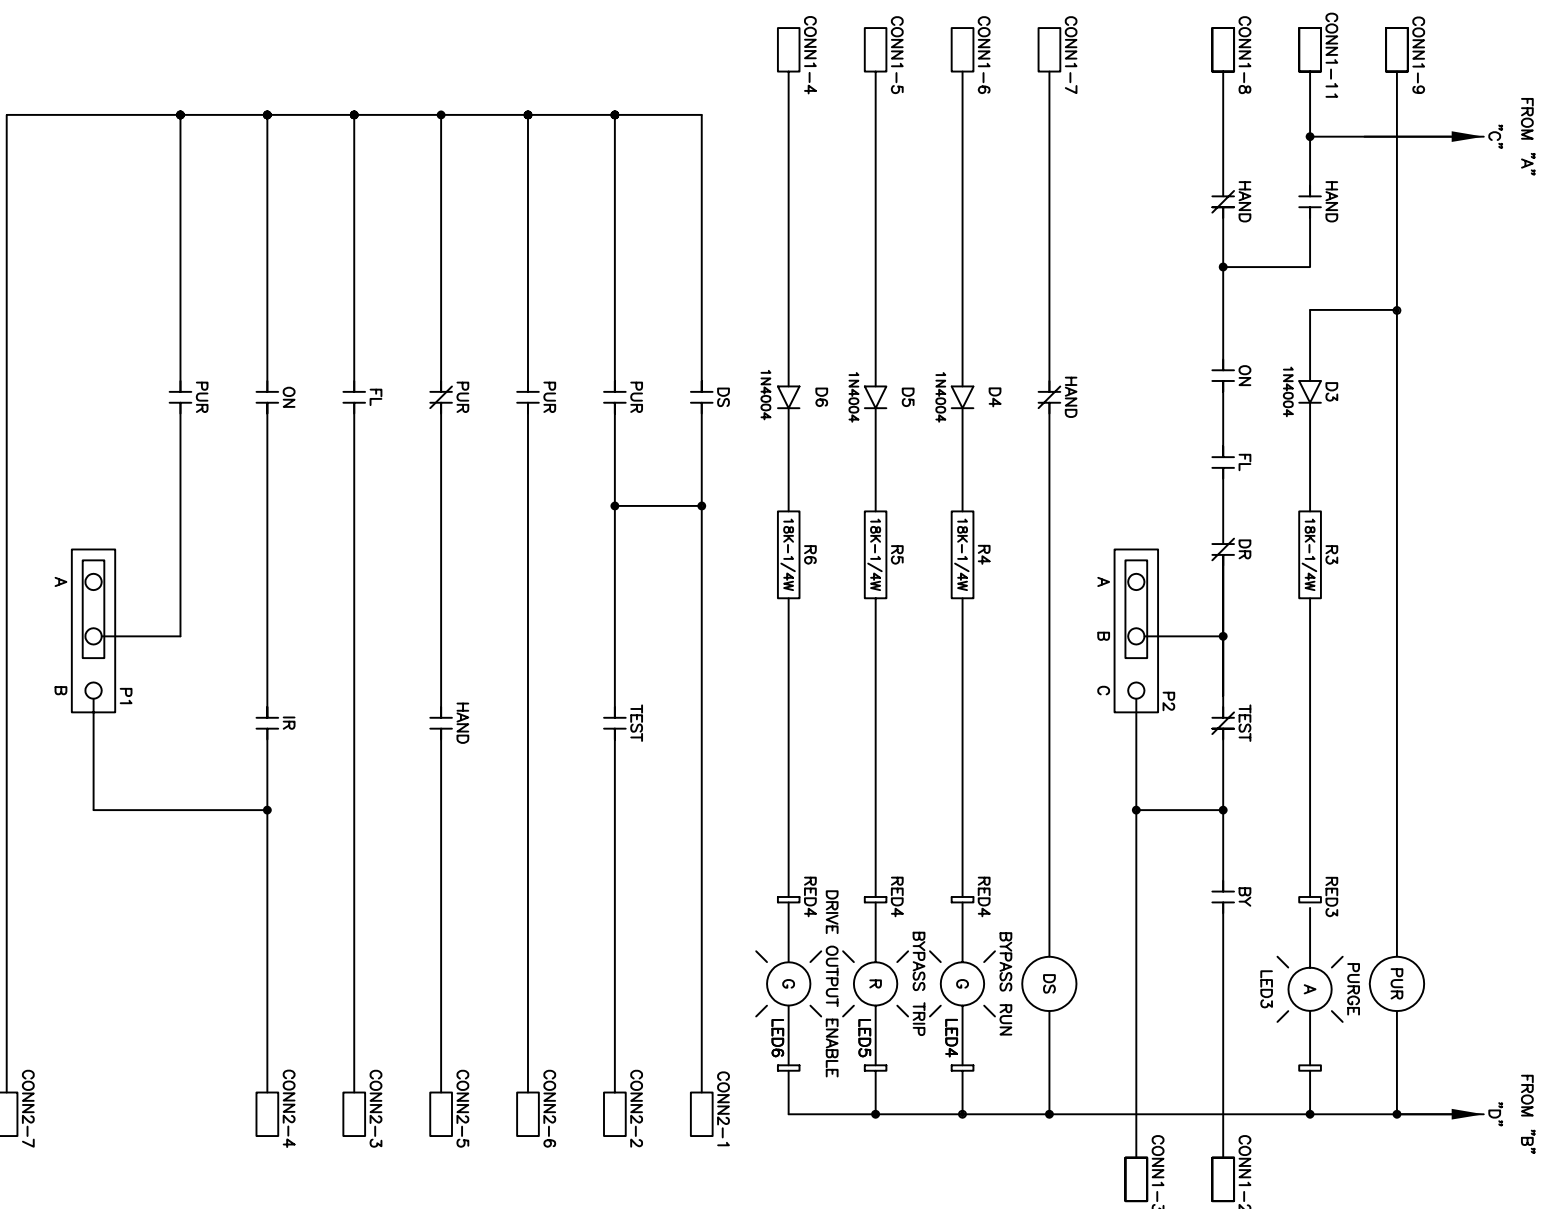 FROM "A"
"C"
FROM "B"
"D"
CONN1-9
PUR
CONN1-11
HAND
D3
1N4004
R3
18K-1/4W
RED3
PURGE
A
LED3
CONN1-8
HAND
ON
FL
DR
TEST
BY
CONN1-2
P2
A
B
C
CONN1-3
CONN1-7
HAND
DS
CONN1-6
D4
1N4004
R4
18K-1/4W
RED4
BYPASS RUN
G
LED4
CONN1-5
D5
1N4004
R5
18K-1/4W
RED4
BYPASS TRIP
R
LED5
CONN1-4
D6
1N4004
R6
18K-1/4W
RED4
DRIVE OUTPUT ENABLE
G
LED6
DS
CONN2-1
PUR
TEST
CONN2-2
PUR
CONN2-6
PUR
HAND
CONN2-5
FL
CONN2-3
ON
IR
CONN2-4
PUR
P1
A
B
CONN2-7